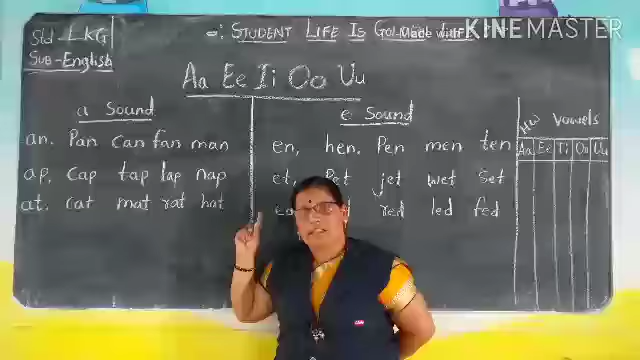 Std - LKG
Sub - English
STUDENT LIFE IS
Made with
KINEMASTER
Aa Ee Ii Oo Uu
a Sound
an. Pan Can fan man
ap. Cap tap lap nap
at. Cat mat rat hat
e Sound
en, hen. Pen men ten
et, Pet jet wet set
red led fed
HW Vowels
Aa Ee Ii Oo Uu